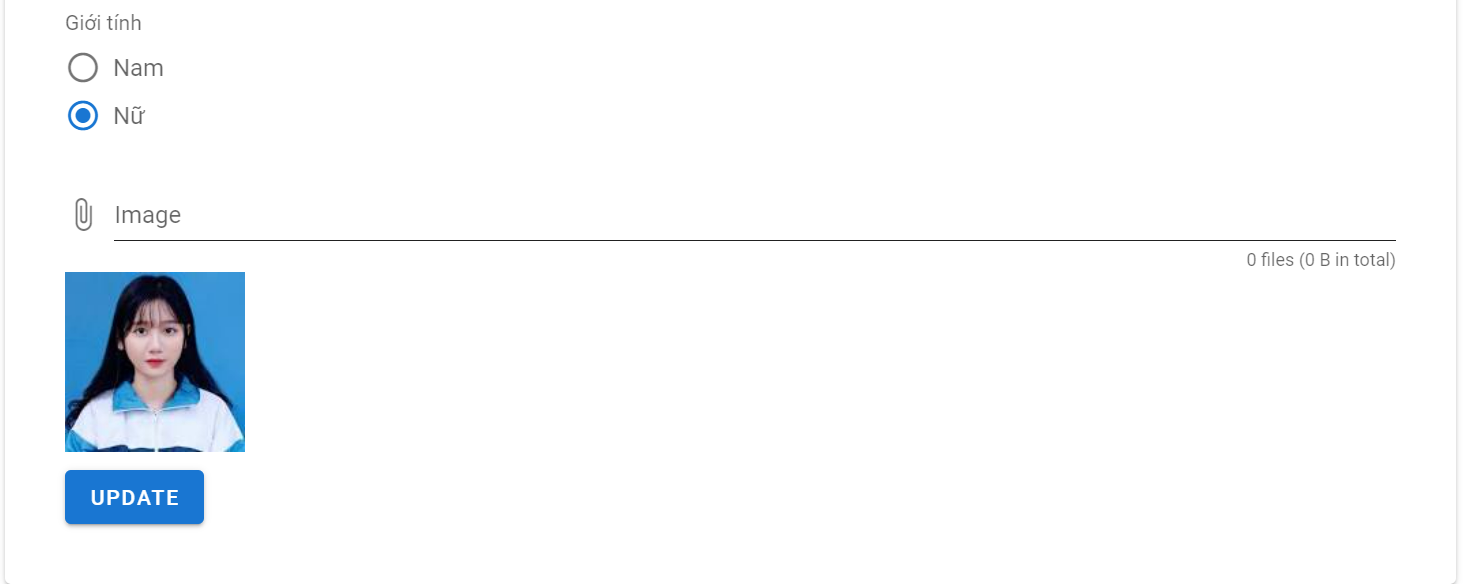 Giới tính
Nam
Nữ
Image
0 files (0 B in total)
UPDATE